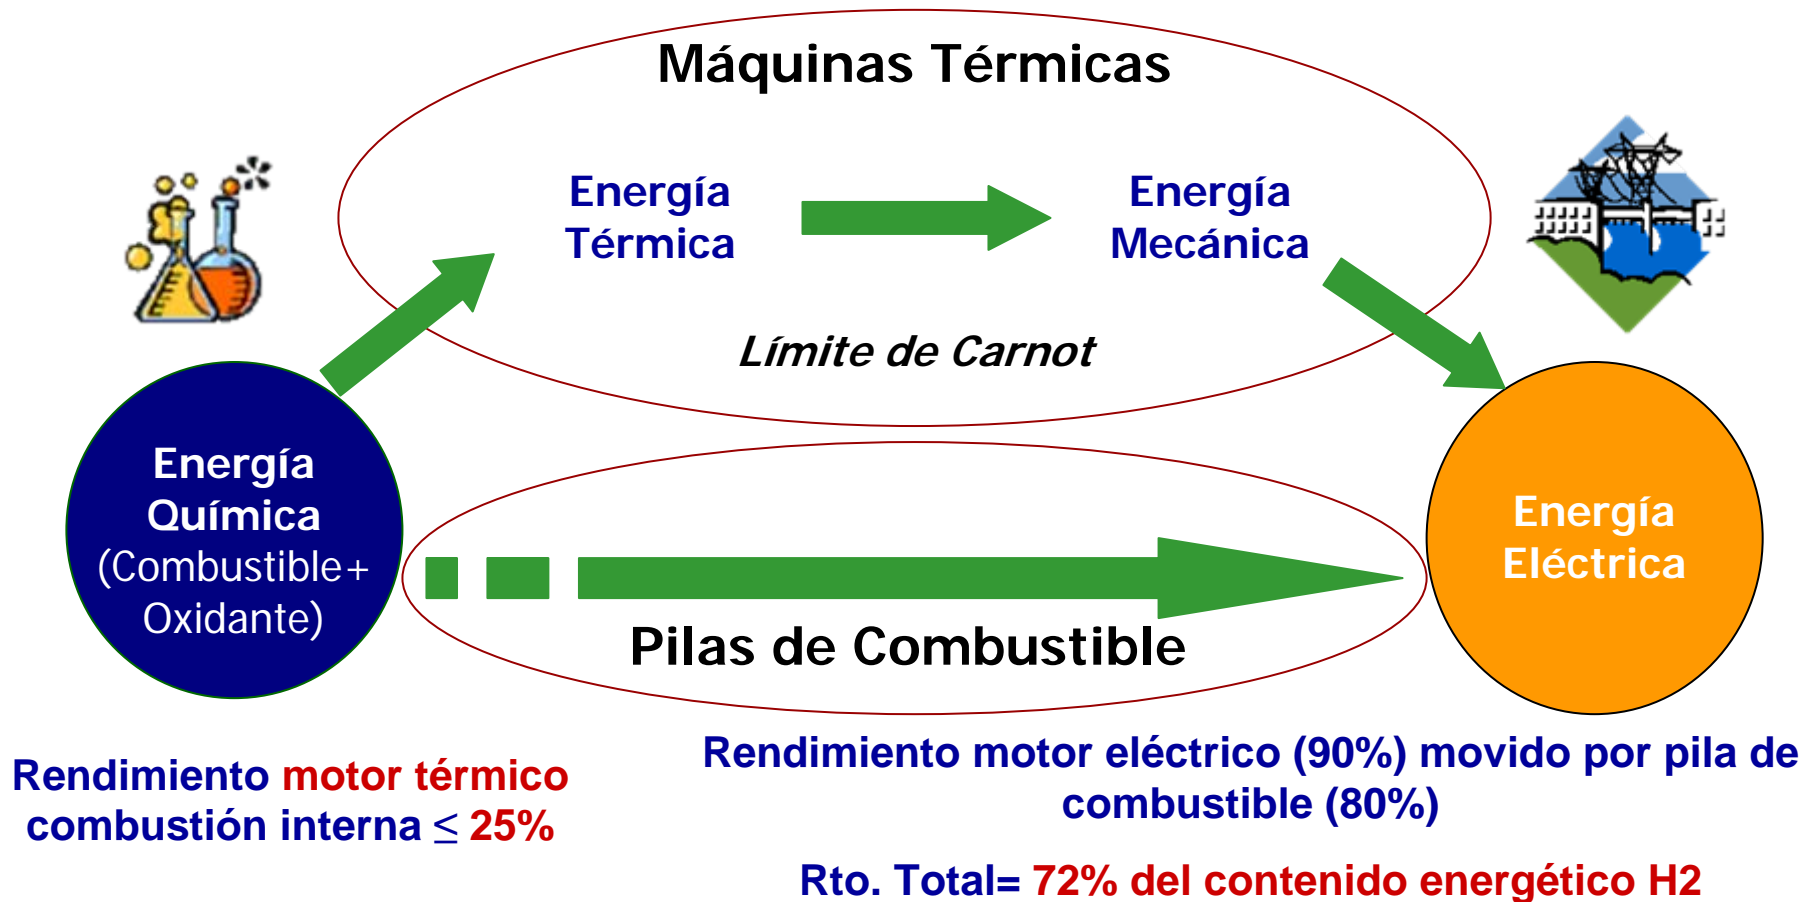 Máquinas Térmicas
Energía
Térmica
Energía
Mecánica
Límite de Carnot
Energía
Química
(Combustible+
Oxidante)
Energía
Eléctrica
Pilas de Combustible
Rendimiento motor térmico
combustión interna ≤ 25%
Rendimiento motor eléctrico (90%) movido por pila de
combustible (80%)
Rto. Total= 72% del contenido energético H2